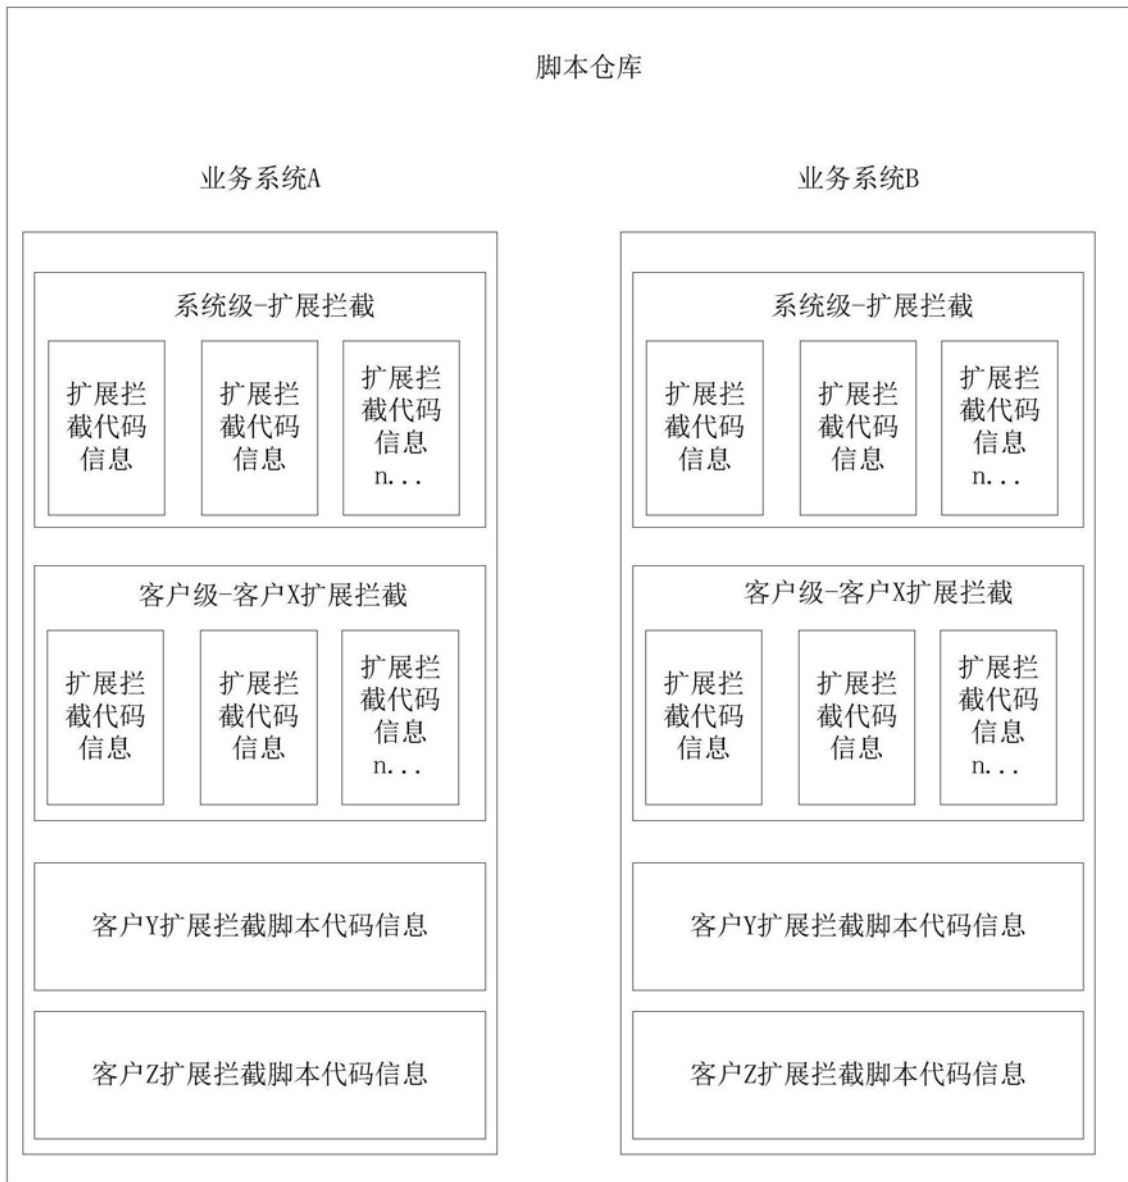 脚本仓库
业务系统A
系统级-扩展拦截
扩展拦
截代码
信息
扩展拦
截代码
信息
扩展拦
截代码
信息
n...
客户级-客户X扩展拦截
扩展拦
截代码
信息
扩展拦
截代码
信息
扩展拦
截代码
信息
n...
客户Y扩展拦截脚本代码信息
客户Z扩展拦截脚本代码信息
业务系统B
系统级-扩展拦截
扩展拦
截代码
信息
扩展拦
截代码
信息
扩展拦
截代码
信息
n...
客户级-客户X扩展拦截
扩展拦
截代码
信息
扩展拦
截代码
信息
扩展拦
截代码
信息
n...
客户Y扩展拦截脚本代码信息
客户Z扩展拦截脚本代码信息